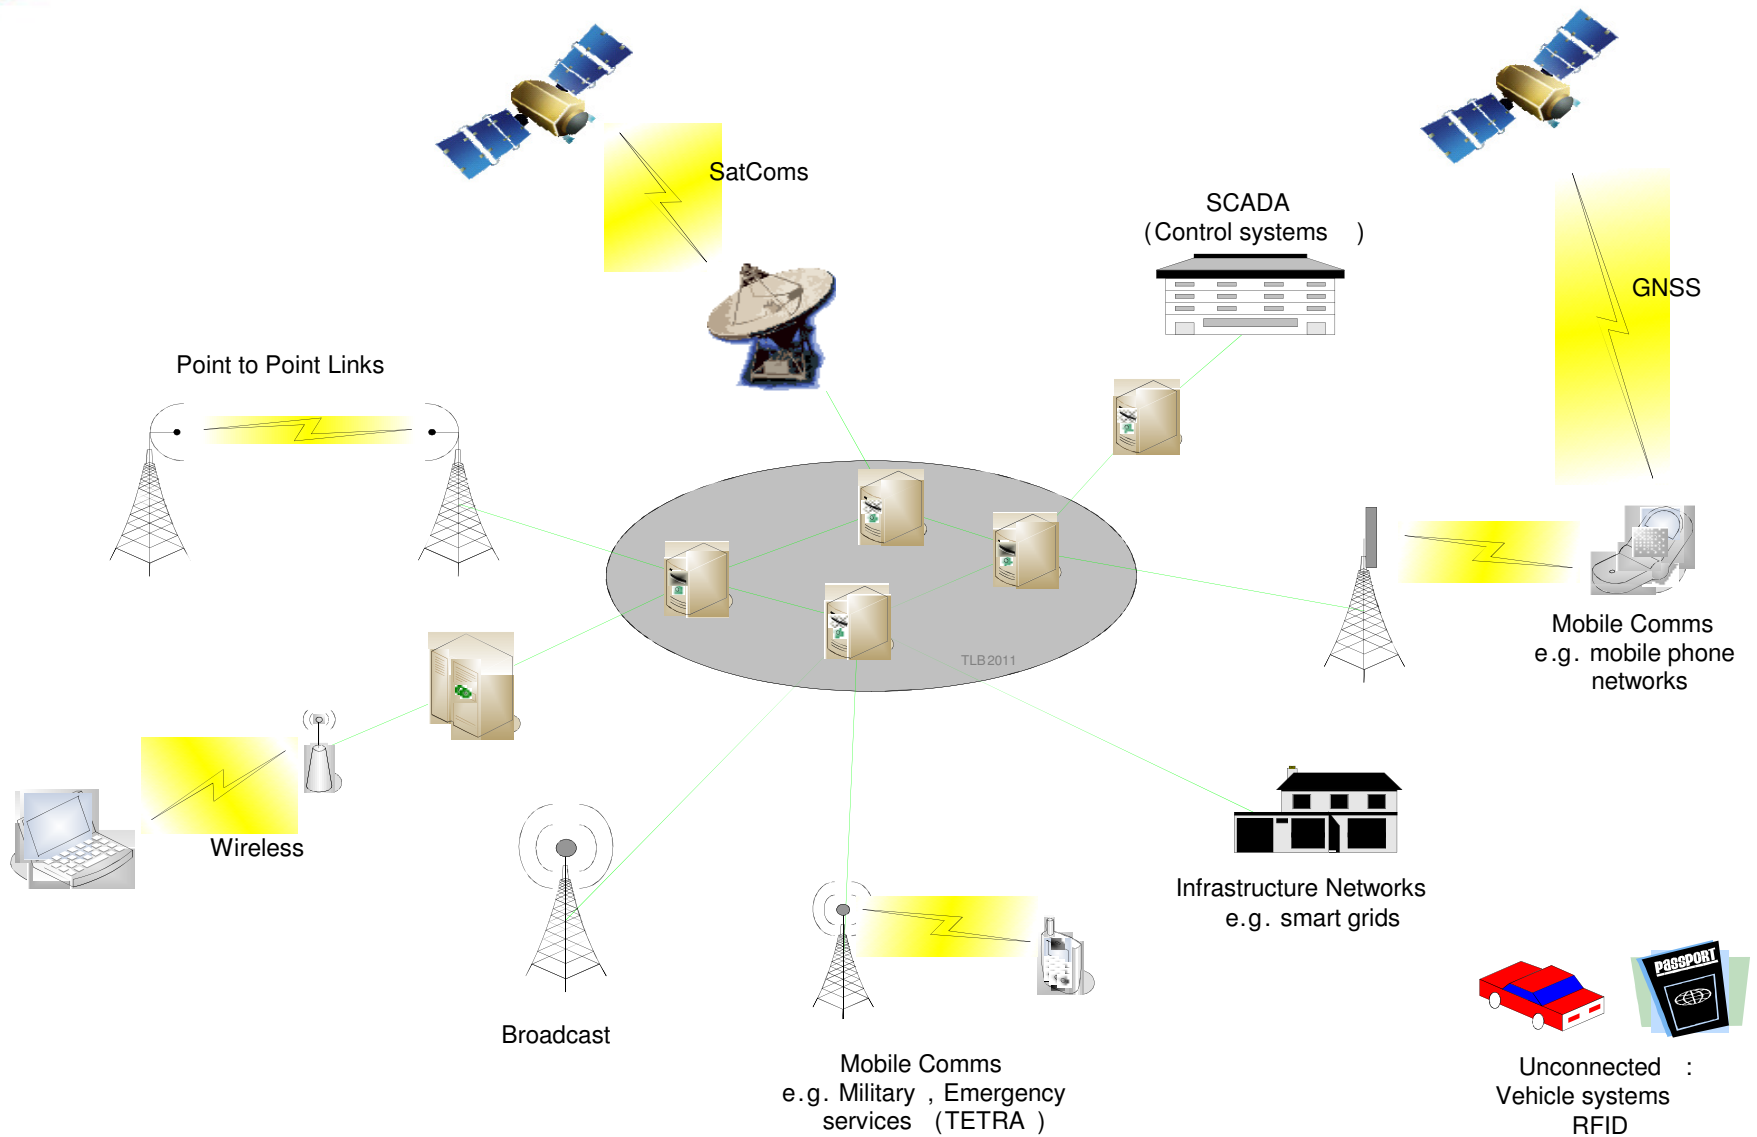 SatComs
SCADA
(Control systems )
GNSS
Point to Point Links
TLB2011
Mobile Comms
e.g. mobile phone
networks
Wireless
Infrastructure Networks
e.g. smart grids
PASSPORT
Broadcast
Mobile Comms
e.g. Military , Emergency
services (TETRA )
Unconnected :
Vehicle systems
RFID